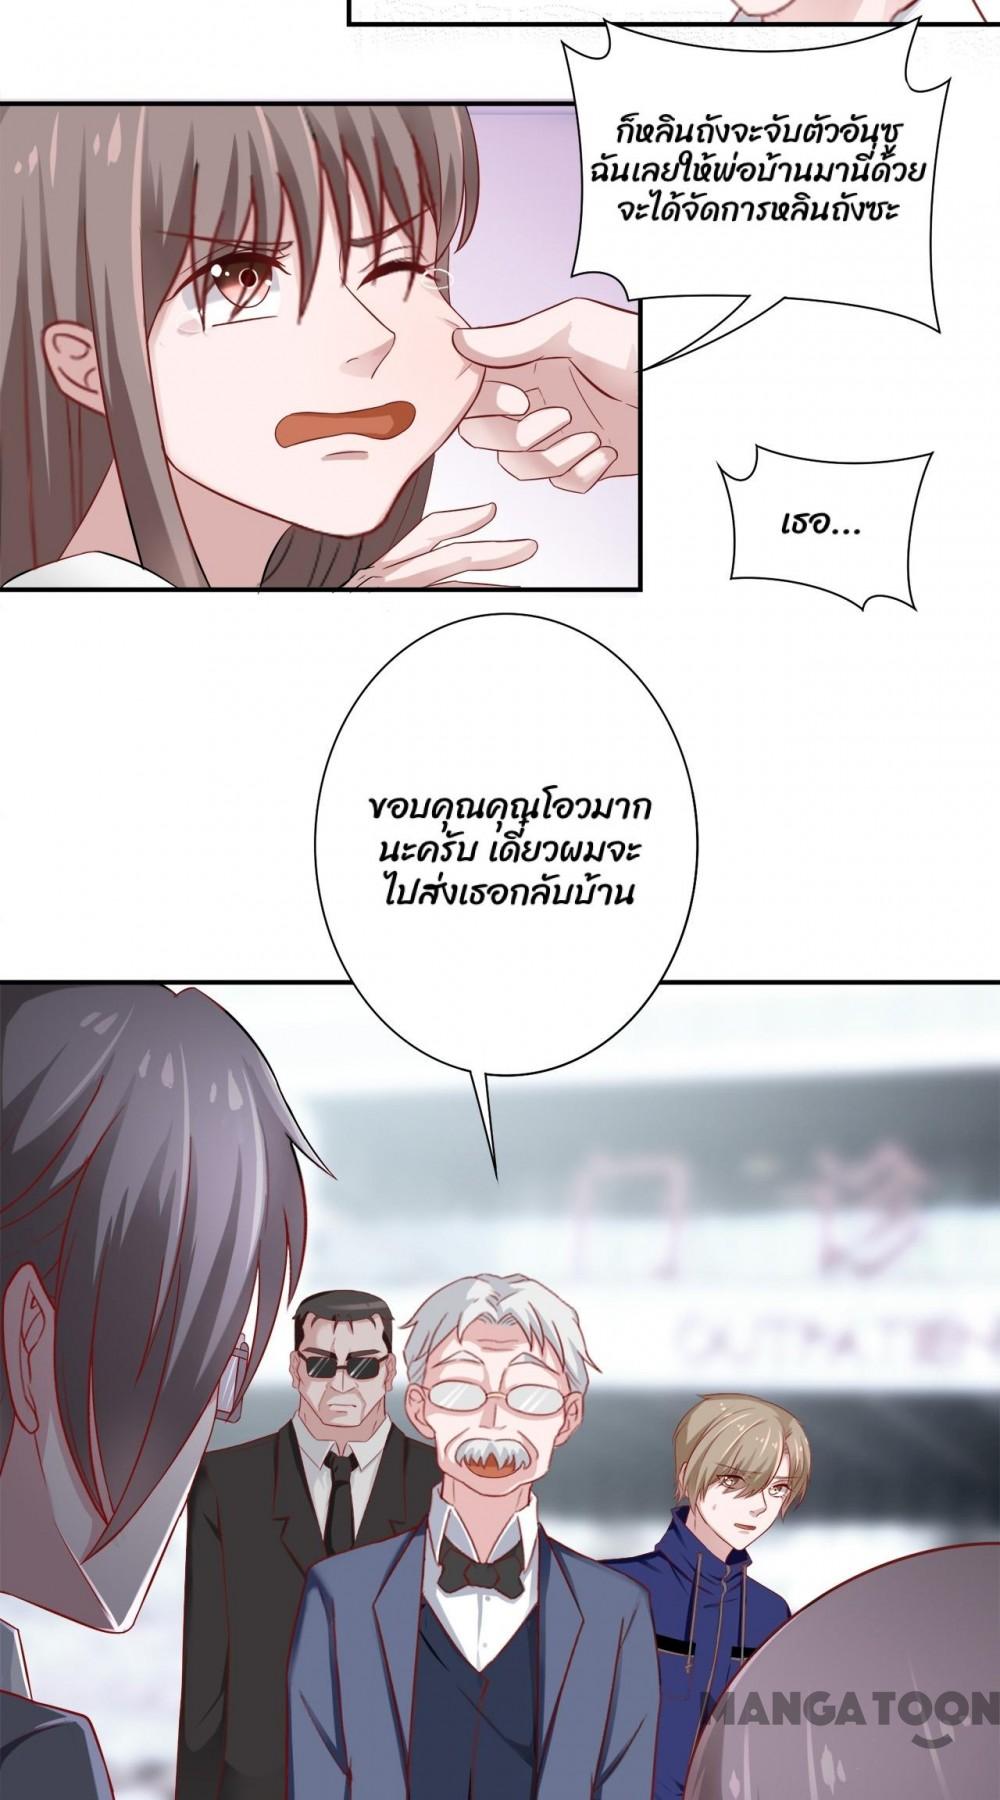 ก็หลินถังจะจับตัวอันซู
ฉันเลยให้พ่อบ้านมานี่ด้วย
จะได้จัดการหลินถังซะ
เธอ...
ขอบคุณคุณโอวมาก
นะครับ เดี๋ยวผมจะ
ไปส่งเธอกลับบ้าน
门诊
OUTPATIEN
MANGATOON